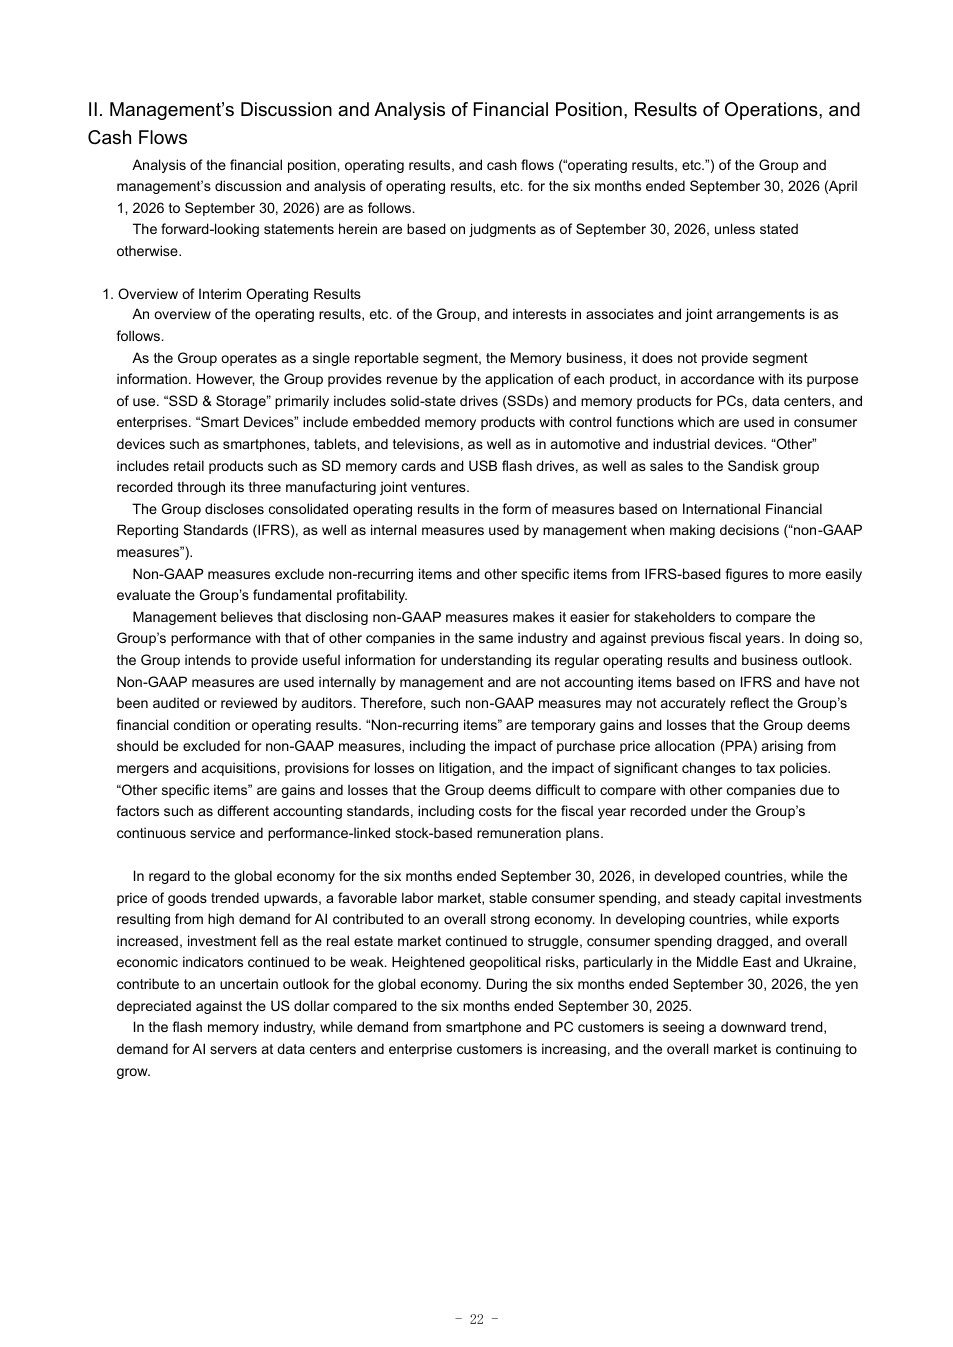 II. Management’s Discussion and Analysis of Financial Position, Results of Operations, and
Cash Flows
Analysis of the financial position, operating results, and cash flows (“operating results, etc.”) of the Group and
management’s discussion and analysis of operating results, etc. for the six months ended September 30, 2026 (April
1, 2026 to September 30, 2026) are as follows.
The forward-looking statements herein are based on judgments as of September 30, 2026, unless stated
otherwise.
1. Overview of Interim Operating Results
An overview of the operating results, etc. of the Group, and interests in associates and joint arrangements is as
follows.
As the Group operates as a single reportable segment, the Memory business, it does not provide segment
information. However, the Group provides revenue by the application of each product, in accordance with its purpose
of use. “SSD & Storage” primarily includes solid-state drives (SSDs) and memory products for PCs, data centers, and
enterprises. “Smart Devices” include embedded memory products with control functions which are used in consumer
devices such as smartphones, tablets, and televisions, as well as in automotive and industrial devices. “Other”
includes retail products such as SD memory cards and USB flash drives, as well as sales to the Sandisk group
recorded through its three manufacturing joint ventures.
The Group discloses consolidated operating results in the form of measures based on International Financial
Reporting Standards (IFRS), as well as internal measures used by management when making decisions (“non-GAAP
measures”).
Non-GAAP measures exclude non-recurring items and other specific items from IFRS-based figures to more easily
evaluate the Group’s fundamental profitability.
Management believes that disclosing non-GAAP measures makes it easier for stakeholders to compare the
Group’s performance with that of other companies in the same industry and against previous fiscal years. In doing so,
the Group intends to provide useful information for understanding its regular operating results and business outlook.
Non-GAAP measures are used internally by management and are not accounting items based on IFRS and have not
been audited or reviewed by auditors. Therefore, such non-GAAP measures may not accurately reflect the Group’s
financial condition or operating results. “Non-recurring items” are temporary gains and losses that the Group deems
should be excluded for non-GAAP measures, including the impact of purchase price allocation (PPA) arising from
mergers and acquisitions, provisions for losses on litigation, and the impact of significant changes to tax policies.
“Other specific items” are gains and losses that the Group deems difficult to compare with other companies due to
factors such as different accounting standards, including costs for the fiscal year recorded under the Group’s
continuous service and performance-linked stock-based remuneration plans.
In regard to the global economy for the six months ended September 30, 2026, in developed countries, while the
price of goods trended upwards, a favorable labor market, stable consumer spending, and steady capital investments
resulting from high demand for AI contributed to an overall strong economy. In developing countries, while exports
increased, investment fell as the real estate market continued to struggle, consumer spending dragged, and overall
economic indicators continued to be weak. Heightened geopolitical risks, particularly in the Middle East and Ukraine,
contribute to an uncertain outlook for the global economy. During the six months ended September 30, 2026, the yen
depreciated against the US dollar compared to the six months ended September 30, 2025.
In the flash memory industry, while demand from smartphone and PC customers is seeing a downward trend,
demand for AI servers at data centers and enterprise customers is increasing, and the overall market is continuing to
grow.
- 22 -